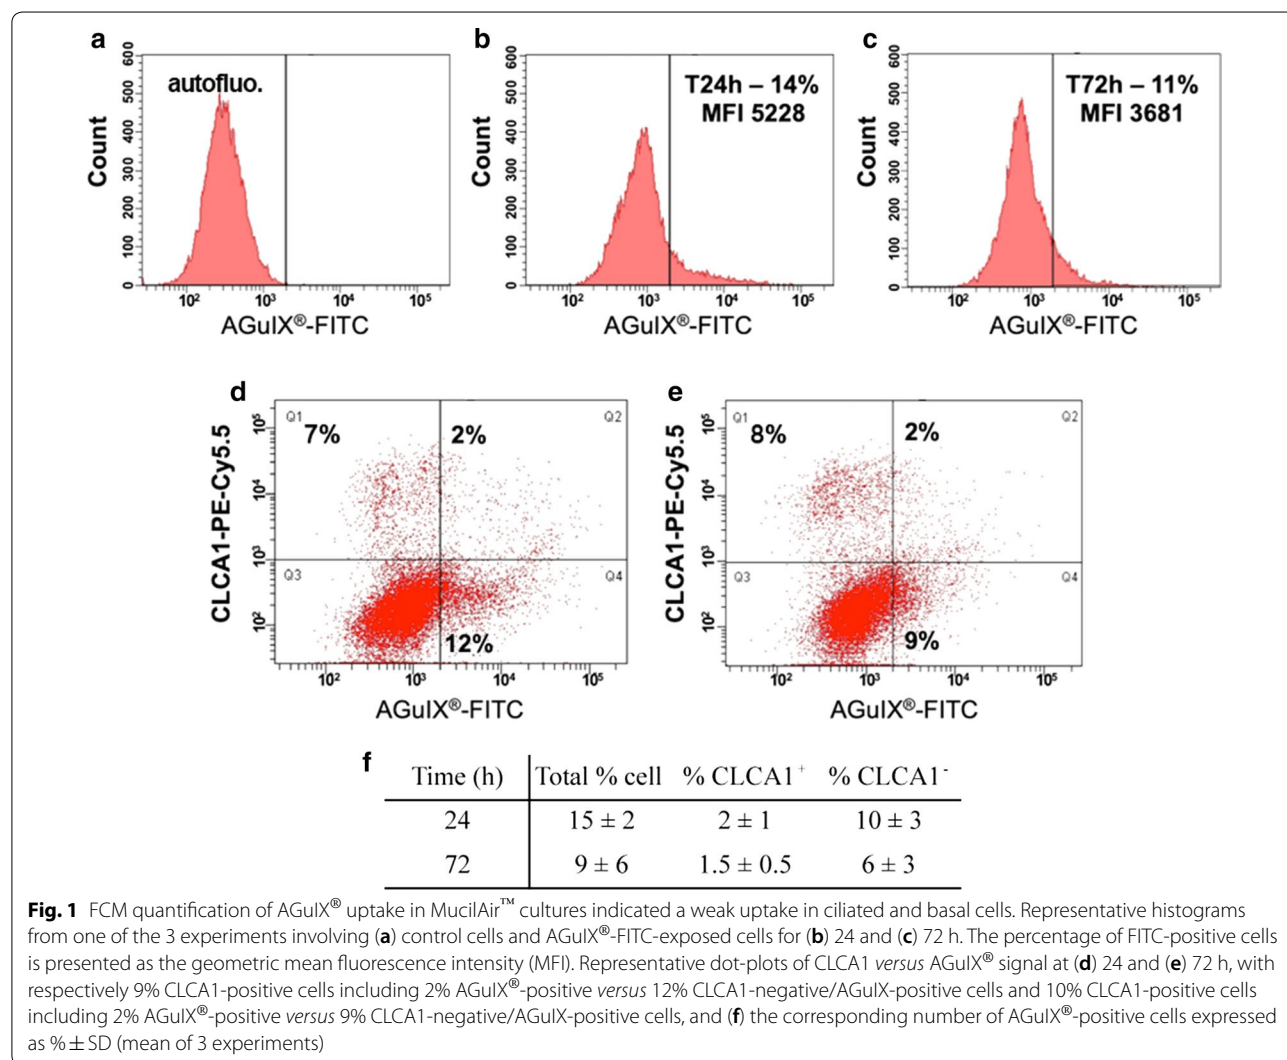 a
600
500
400
300
200
100
0
Count
autofluo.
10²
10³
10⁴
10⁵
AGuIX®-FITC
b
600
500
400
300
200
100
0
Count
T24h – 14%
MFI 5228
10²
10³
10⁴
10⁵
AGuIX®-FITC
c
600
500
400
300
200
100
0
Count
T72h – 11%
MFI 3681
10²
10³
10⁴
10⁵
AGuIX®-FITC
d
CLCA1-PE-Cy5.5
10⁵
10⁴
10³
10²
Q1
7%
2%
Q2
Q3
Q4
12%
10²
10³
10⁴
10⁵
AGuIX®-FITC
e
CLCA1-PE-Cy5.5
10⁵
10⁴
10³
10²
Q1
8%
2%
Q2
Q3
Q4
9%
10²
10³
10⁴
10⁵
AGuIX®-FITC
f
Time (h) Total % cell % CLCA1⁺ % CLCA1⁻
24 15 ± 2 2 ± 1 10 ± 3
72 9 ± 6 1.5 ± 0.5 6 ± 3
Fig. 1 FCM quantification of AGuIX® uptake in MucilAir™ cultures indicated a weak uptake in ciliated and basal cells. Representative histograms
from one of the 3 experiments involving (a) control cells and AGuIX®-FITC-exposed cells for (b) 24 and (c) 72 h. The percentage of FITC-positive cells
is presented as the geometric mean fluorescence intensity (MFI). Representative dot-plots of CLCA1 versus AGuIX® signal at (d) 24 and (e) 72 h, with
respectively 9% CLCA1-positive cells including 2% AGuIX®-positive versus 12% CLCA1-negative/AGuIX-positive cells and 10% CLCA1-positive cells
including 2% AGuIX®-positive versus 9% CLCA1-negative/AGuIX-positive cells, and (f) the corresponding number of AGuIX®-positive cells expressed
as % ± SD (mean of 3 experiments)